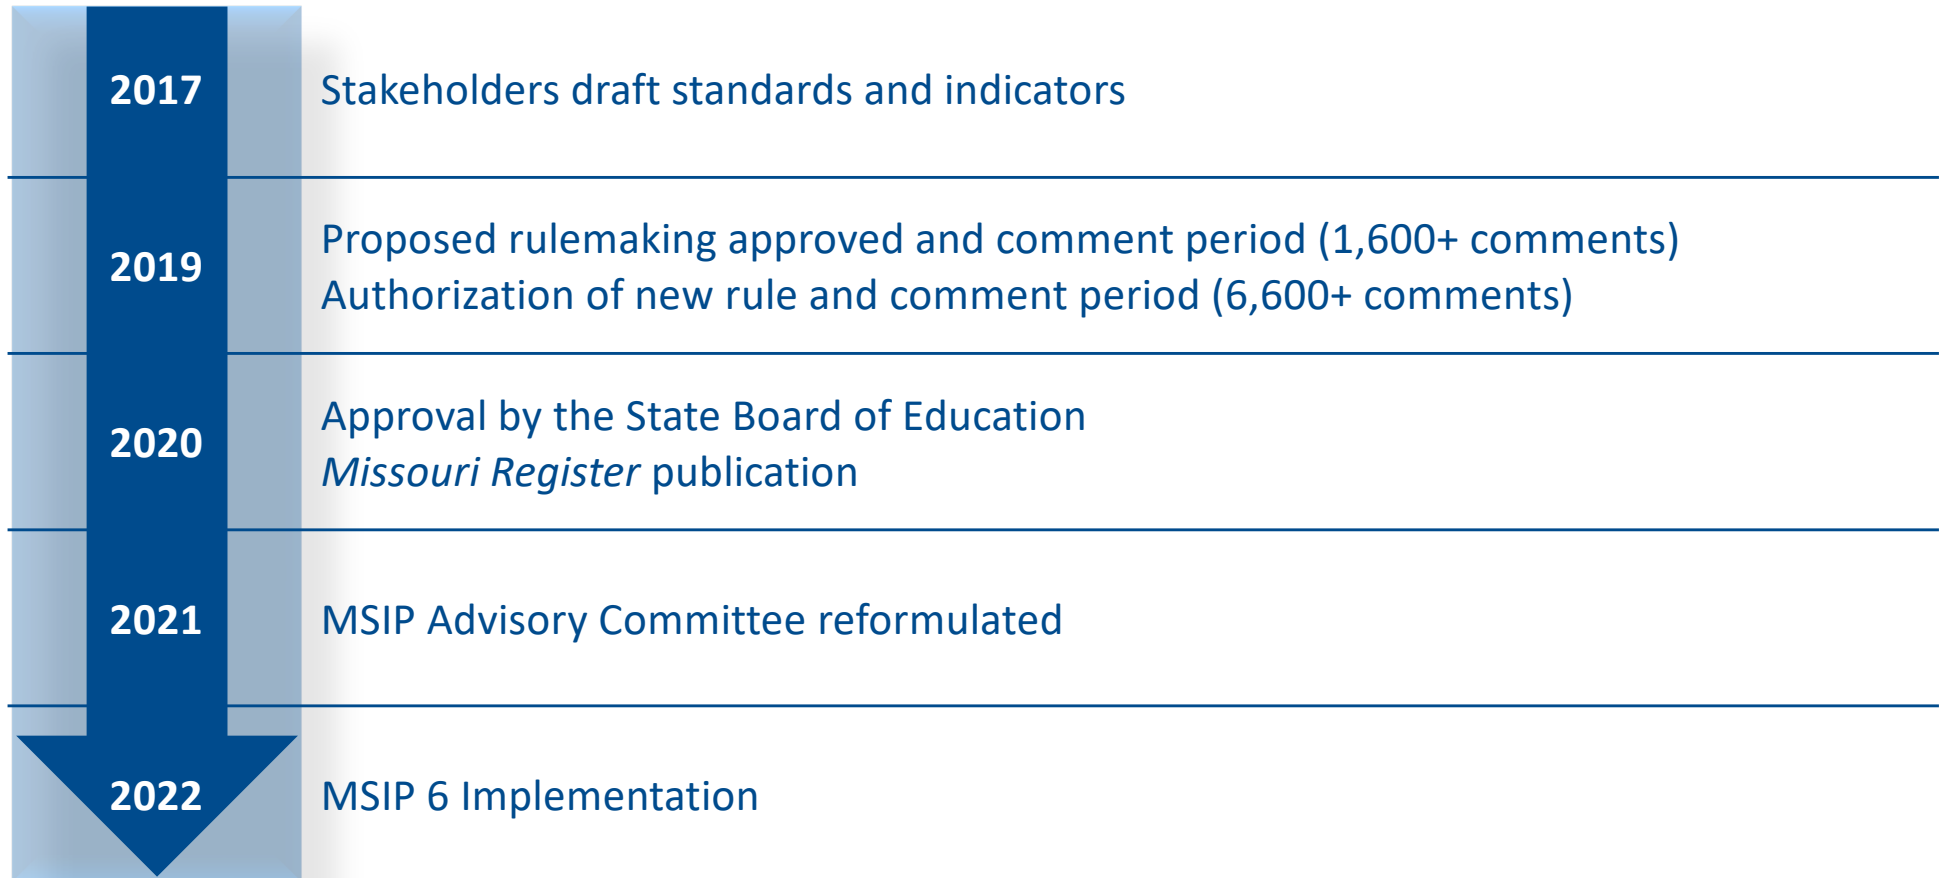 2017
Stakeholders draft standards and indicators
2019
Proposed rulemaking approved and comment period (1,600+ comments)
Authorization of new rule and comment period (6,600+ comments)
2020
Approval by the State Board of Education
Missouri Register publication
2021
MSIP Advisory Committee reformulated
2022
MSIP 6 Implementation